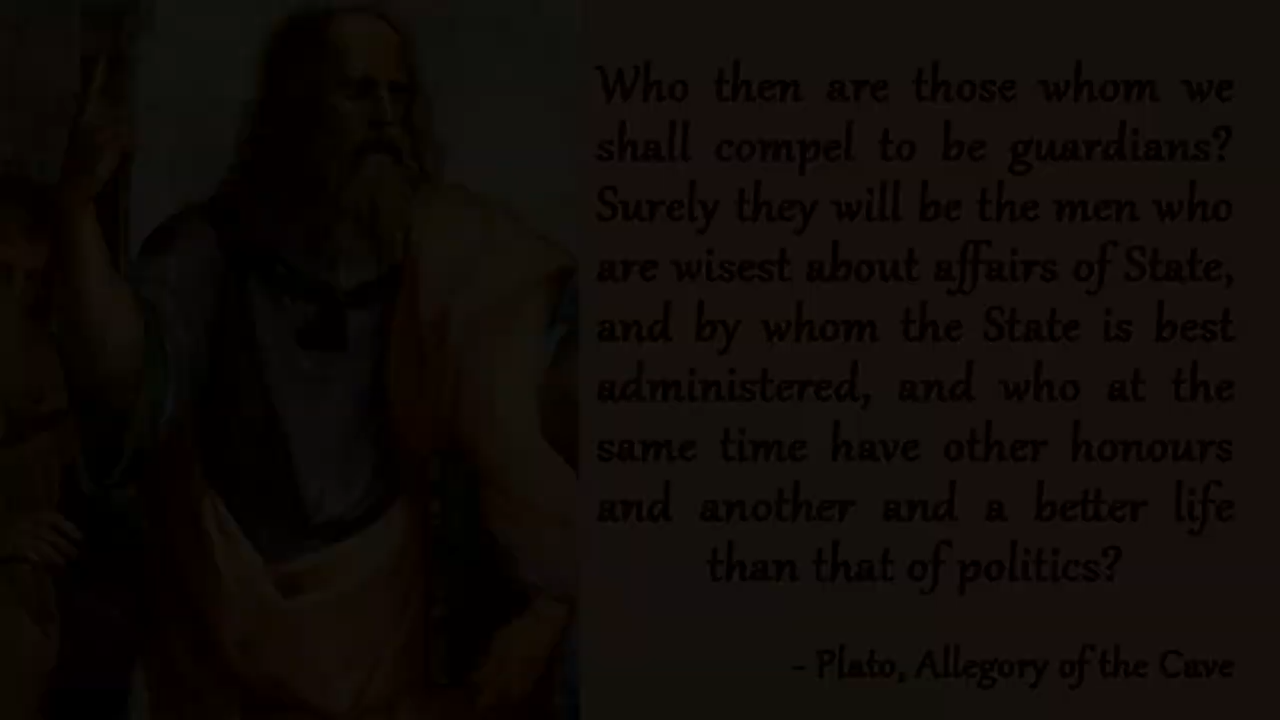 Who then are those whom we
shall compel to be guardians?
Surely they will be the men who
are wisest about affairs of State,
and by whom the State is best
administered, and who at the
same time have other honours
and another and a better life
than that of politics?
- Plato, Allegory of the Cave